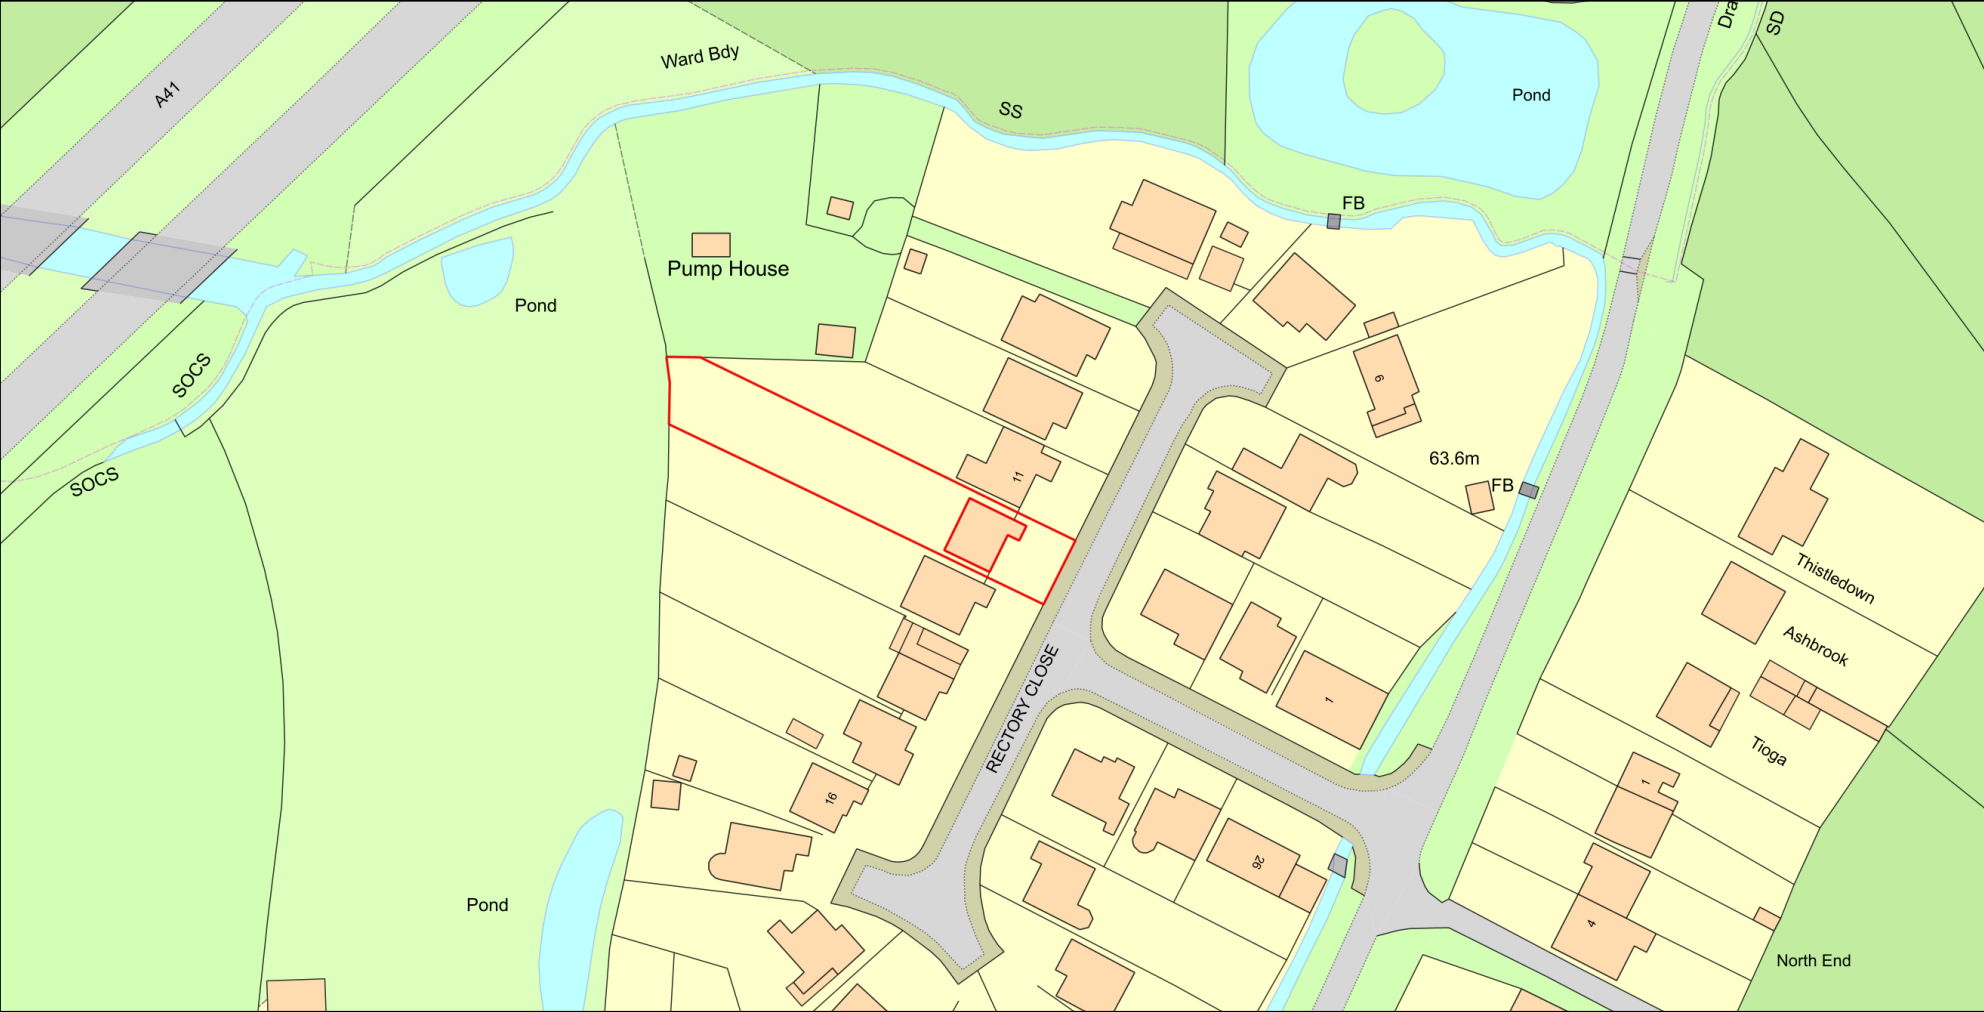 A41
Ward Bdy
SS
Dra
SD
Pond
FB
Pump House
Pond
SOCS
SOCS
9
63.6m
FB
11
Thistledown
Ashbrook
Tioga
RECTORY CLOSE
1
1
16
26
4
Pond
North End